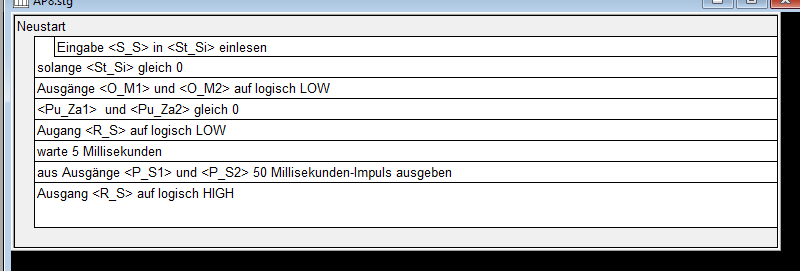 AP8.stg
Neustart
Eingabe <S_S> in <St_Si> einlesen
solange <St_Si> gleich 0
Ausgänge <O_M1> und <O_M2> auf logisch LOW
<Pu_Za1>  und <Pu_Za2> gleich 0
Augang <R_S> auf logisch LOW
warte 5 Millisekunden
aus Ausgänge <P_S1> und <P_S2> 50 Millisekunden-Impuls ausgeben
Ausgang <R_S> auf logisch HIGH